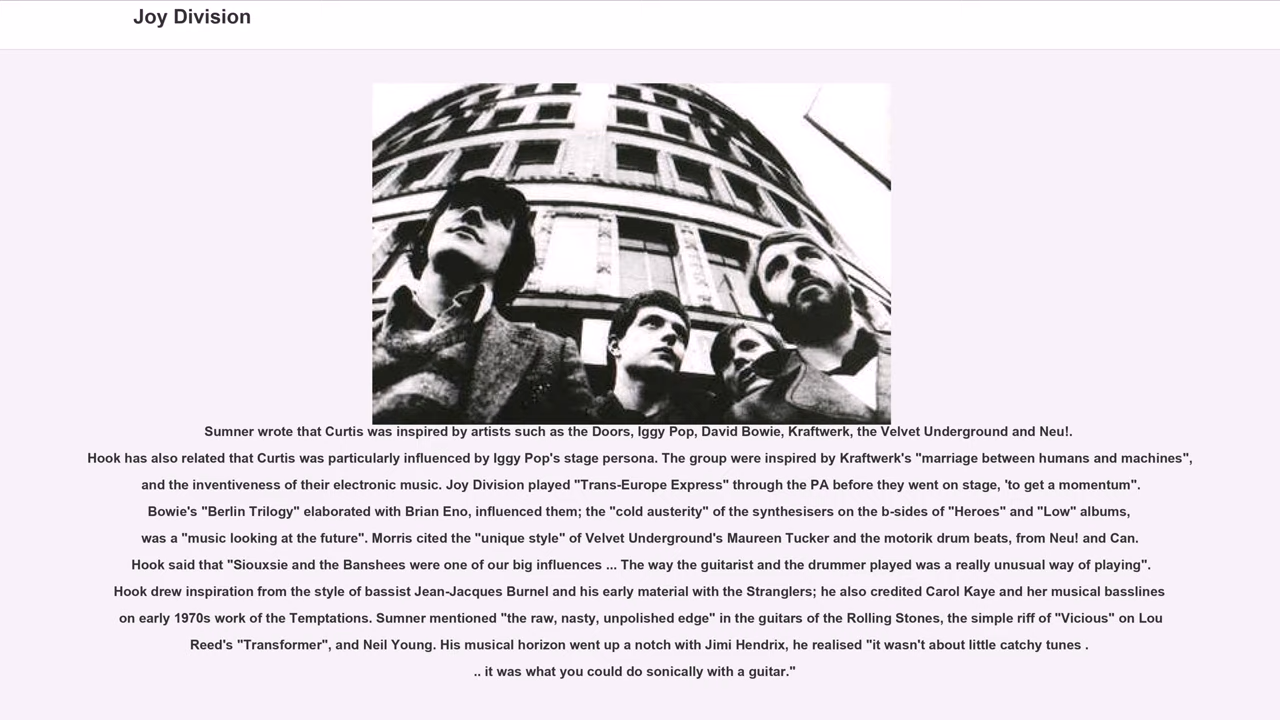 Joy Division
Sumner wrote that Curtis was inspired by artists such as the Doors, Iggy Pop, David Bowie, Kraftwerk, the Velvet Underground and Neu!.
Hook has also related that Curtis was particularly influenced by Iggy Pop's stage persona. The group were inspired by Kraftwerk's "marriage between humans and machines",
and the inventiveness of their electronic music. Joy Division played "Trans-Europe Express" through the PA before they went on stage, 'to get a momentum".
Bowie's "Berlin Trilogy" elaborated with Brian Eno, influenced them; the "cold austerity" of the synthesisers on the b-sides of "Heroes" and "Low" albums,
was a "music looking at the future". Morris cited the "unique style" of Velvet Underground's Maureen Tucker and the motorik drum beats, from Neu! and Can.
Hook said that "Siouxsie and the Banshees were one of our big influences ... The way the guitarist and the drummer played was a really unusual way of playing".
Hook drew inspiration from the style of bassist Jean-Jacques Burnel and his early material with the Stranglers; he also credited Carol Kaye and her musical basslines
on early 1970s work of the Temptations. Sumner mentioned "the raw, nasty, unpolished edge" in the guitars of the Rolling Stones, the simple riff of "Vicious" on Lou
Reed's "Transformer", and Neil Young. His musical horizon went up a notch with Jimi Hendrix, he realised "it wasn't about little catchy tunes .
.. it was what you could do sonically with a guitar."